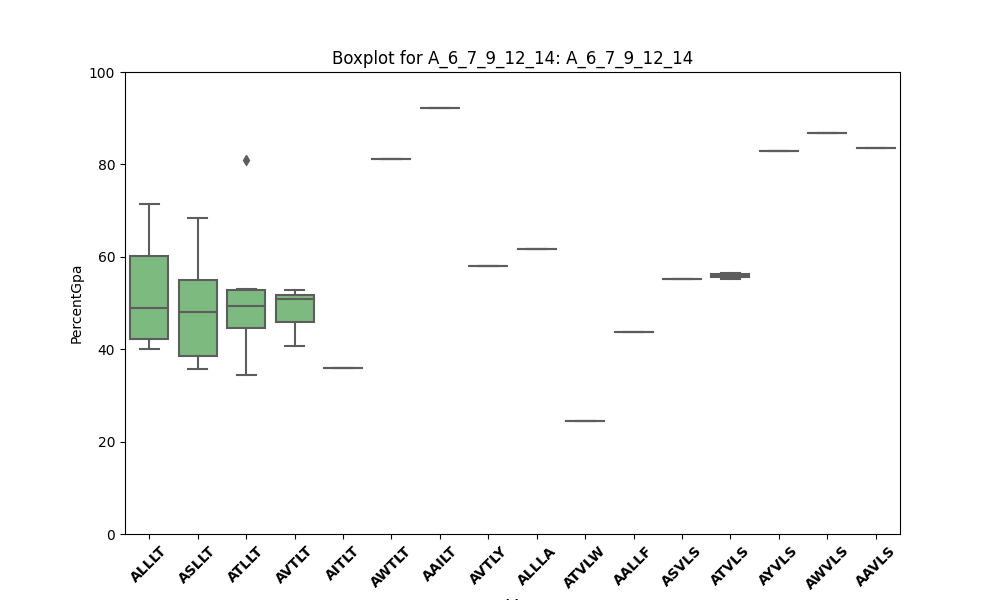 Boxplot for A_6_7_9_12_14: A_6_7_9_12_14
100
80
60
40
20
0
PercentGpa
ALLLT
ASLLT
ATLLT
AVTLT
AITLT
AWTLT
AAILT
AVTLY
ALLLA
ATVLW
AALLF
ASVLS
ATVLS
AYVLS
AWVLS
AAVLS